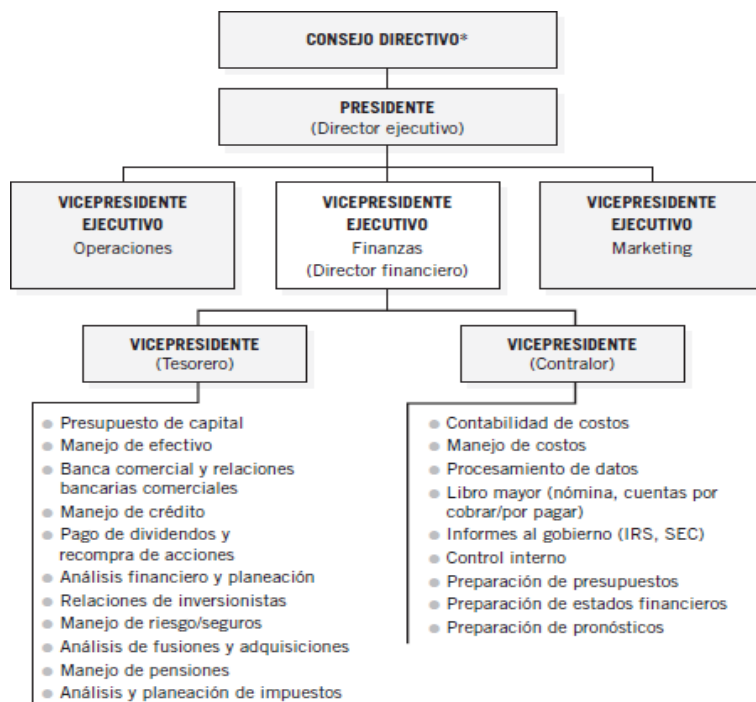 CONSEJO DIRECTIVO*
PRESIDENTE
(Director ejecutivo)
VICEPRESIDENTE
EJECUTIVO
Operaciones
VICEPRESIDENTE
EJECUTIVO
Finanzas
(Director financiero)
VICEPRESIDENTE
EJECUTIVO
Marketing
VICEPRESIDENTE
(Tesorero)
● Presupuesto de capital
● Manejo de efectivo
● Banca comercial y relaciones
bancarias comerciales
● Manejo de crédito
● Pago de dividendos y
recompra de acciones
● Análisis financiero y planeación
● Relaciones de inversionistas
● Manejo de riesgo/seguros
● Análisis de fusiones y adquisiciones
● Manejo de pensiones
● Análisis y planeación de impuestos
VICEPRESIDENTE
(Contralor)
● Contabilidad de costos
● Manejo de costos
● Procesamiento de datos
● Libro mayor (nómina, cuentas por
cobrar/por pagar)
● Informes al gobierno (IRS, SEC)
● Control interno
● Preparación de presupuestos
● Preparación de estados financieros
● Preparación de pronósticos